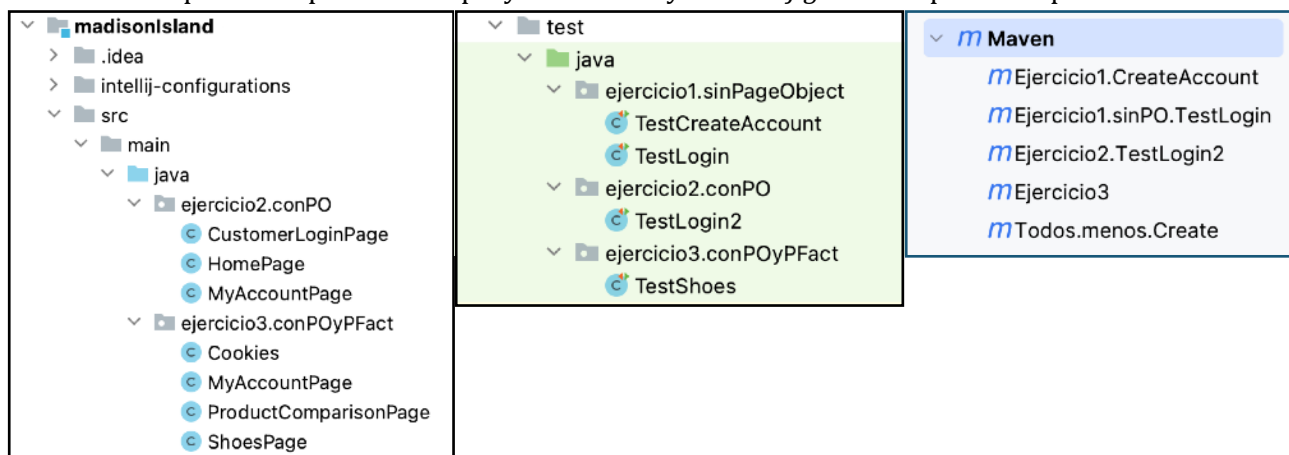 madisonIsland
.idea
intellij-configurations
src
main
java
ejercicio2.conPO
CustomerLoginPage
HomePage
MyAccountPage
ejercicio3.conPOyPFact
Cookies
MyAccountPage
ProductComparisonPage
ShoesPage
test
java
ejercicio1.sinPageObject
TestCreateAccount
TestLogin
ejercicio2.conPO
TestLogin2
ejercicio3.conPOyPFact
TestShoes
Maven
Ejercicio1.CreateAccount
Ejercicio1.sinPO.TestLogin
Ejercicio2.TestLogin2
Ejercicio3
Todos.menos.Create